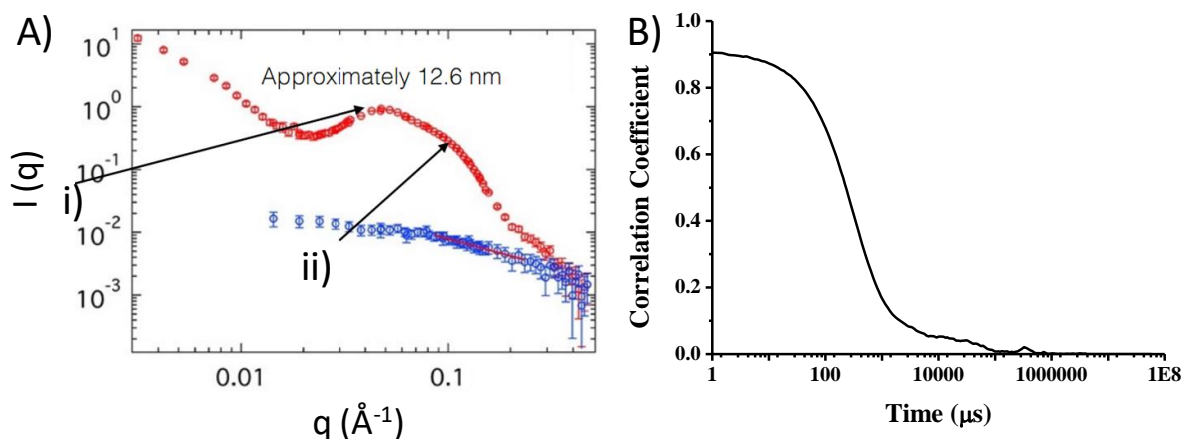 A)
Approximately 12.6 nm
10¹
10⁰
10⁻¹
10⁻²
10⁻³
I (q)
i)
ii)
0.01
0.1
q (Å⁻¹)
B)
Correlation Coefficient
1.0
0.8
0.6
0.4
0.2
0.0
1
100
10000
1000000
1E8
Time (μs)